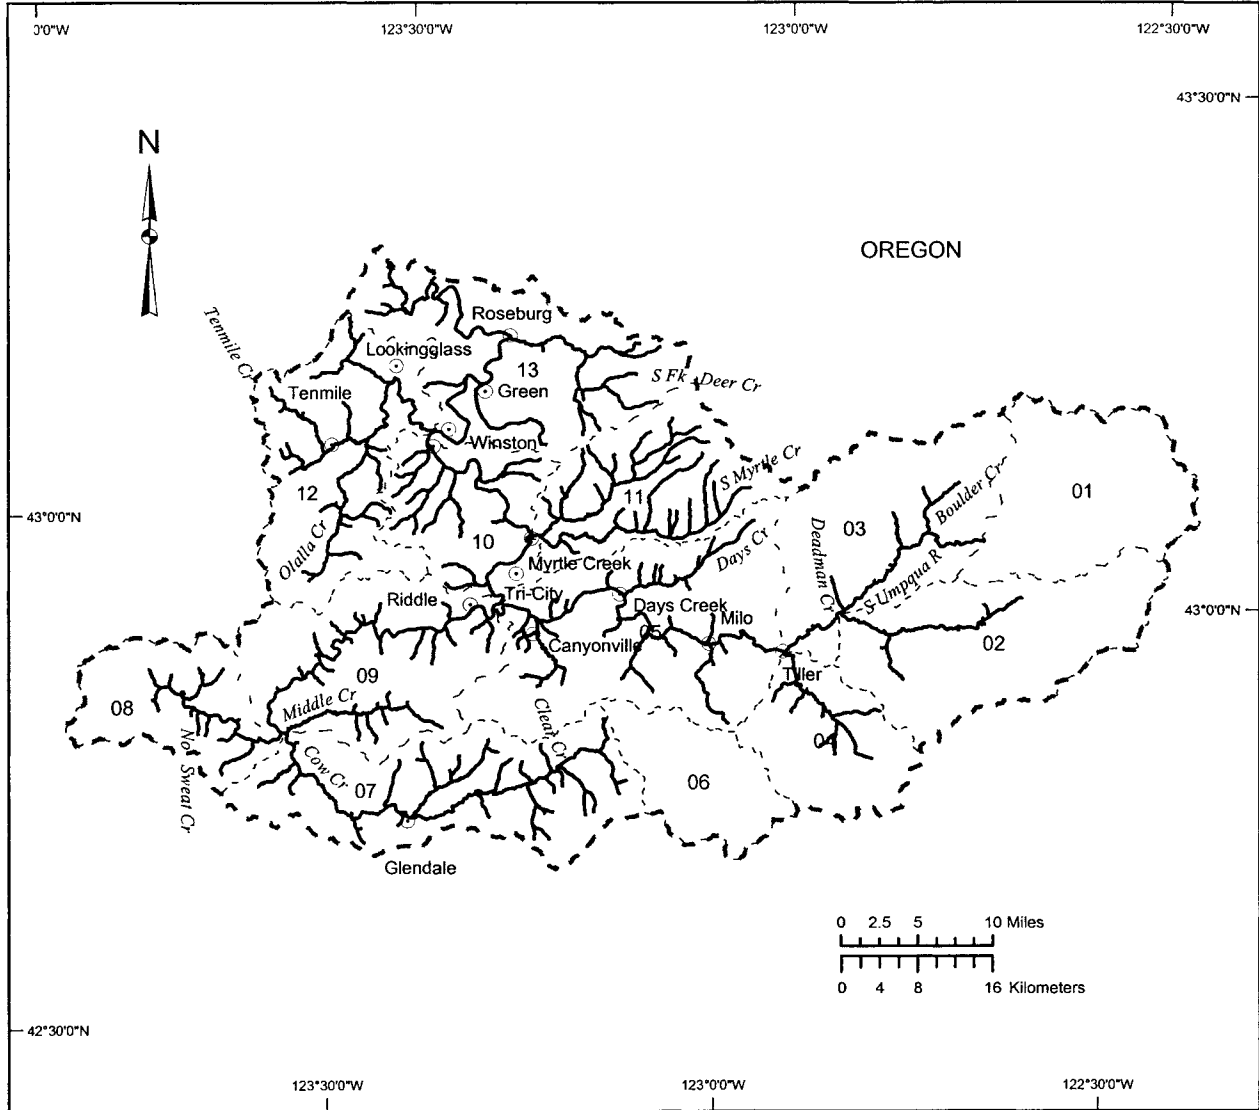 0'0"W
123°30'0"W
123°0'0"W
122°30'0"W
43°30'0"N
N
OREGON
Tenmile Cr
Roseburg
Lookingglass
13
S Fk Deer Cr
Tenmile
Green
Winston
S Myrtle Cr
12
11
Boulder Cr
01
43°0'0"N
Olalla Cr
10
Days Cr
Deadman Cr
03
Myrtle Creek
S Umpqua R
Riddle
Tri-City
Days Creek
43°0'0"N
Milo
05
Canyonville
02
Tiller
09
08
Middle Cr
Clear Cr
04
No Sweat Cr
Cow Cr
07
06
Glendale
0 2.5 5 10 Miles
0 4 8 16 Kilometers
42°30'0"N
123°30'0"W
123°0'0"W
122°30'0"W